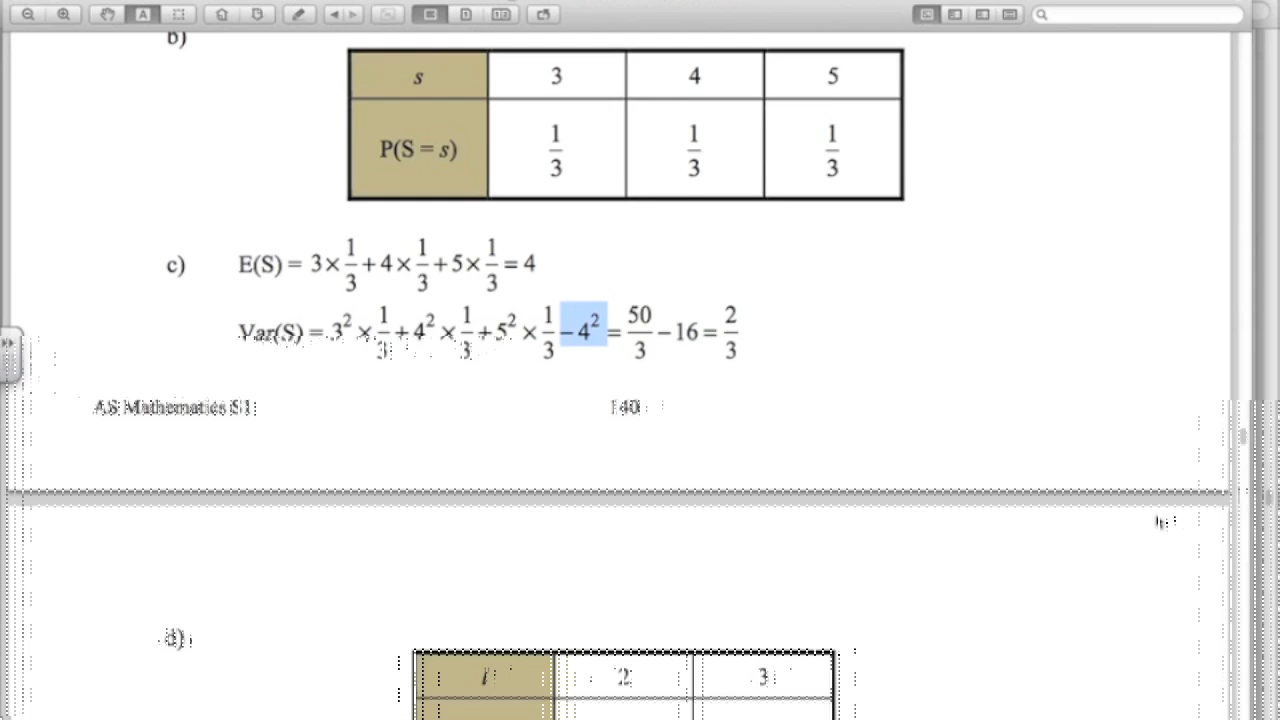 b)
s 3 4 5
P(S = s) 1/3 1/3 1/3
c) E(S) = 3 × 1/3 + 4 × 1/3 + 5 × 1/3 = 4
Var(S) = 3² × 1/3 + 4² × 1/3 + 5² × 1/3 − 4² = 50/3 − 16 = 2/3
AS Mathematics S1 140
d)
2 3